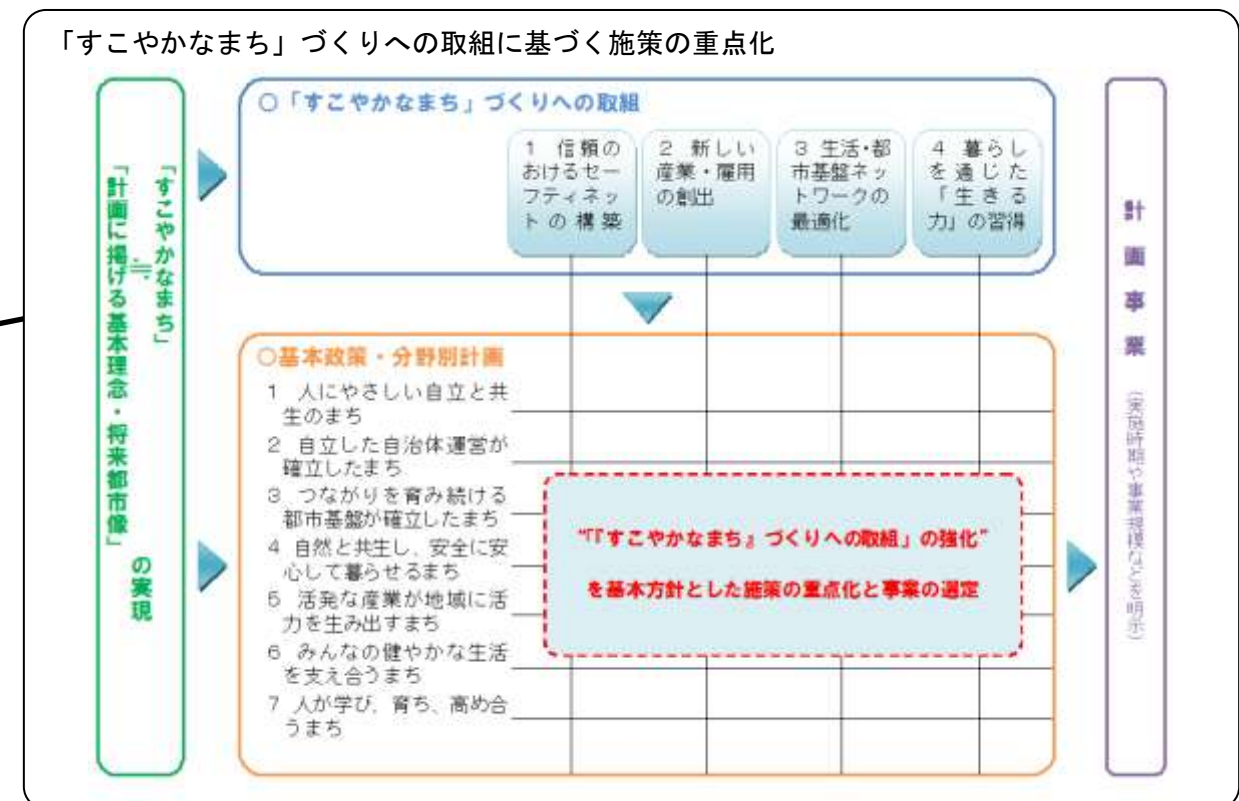 「すこやかなまち」づくりへの取組に基づく施策の重点化
「すこやかなまち」
≒
「計画に掲げる基本理念・将来都市像」
の実現
○「すこやかなまち」づくりへの取組
1 信頼の
おけるセー
フティネッ
トの構築
2 新しい
産業・雇用
の創出
3 生活・都
市基盤ネッ
トワークの
最適化
4 暮らし
を通じた
「生きる
力」の習得
○基本政策・分野別計画
1 人にやさしい自立と共
生のまち
2 自立した自治体運営が
確立したまち
3 つながりを育み続ける
都市基盤が確立したまち
4 自然と共生し、安全に安
心して暮らせるまち
5 活発な産業が地域に活
力を生み出すまち
6 みんなの健やかな生活
を支え合うまち
7 人が学び、育ち、高め合
うまち
“「『すこやかなまち』づくりへの取組」の強化”
を基本方針とした施策の重点化と事業の選定
計画事業
（実施時期や事業規模などを明示）